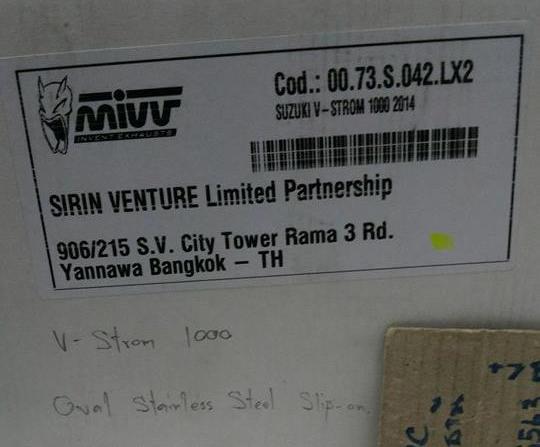 mivv
INVENT EXHAUSTS
Cod.: 00.73.S.042.LX2
SUZUKI V-STROM 1000 2014
SIRIN VENTURE Limited Partnership
906/215 S.V. City Tower Rama 3 Rd.
Yannawa Bangkok - TH
V-Strom 1000
Oval Stainless Steel Slip-on